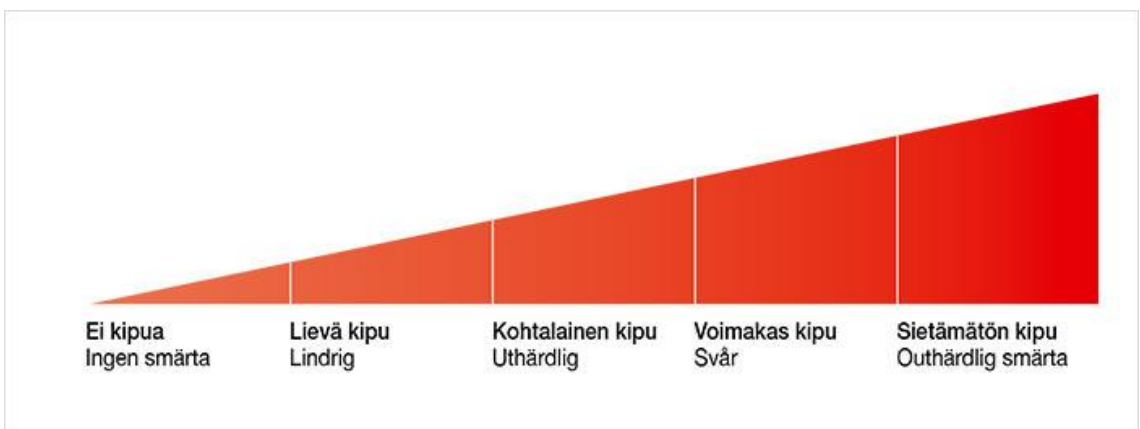 Ei kipua
Ingen smärta
Lievä kipu
Lindrig
Kohtalainen kipu
Uthärdlig
Voimakas kipu
Svår
Sietämätön kipu
Outhärdlig smärta